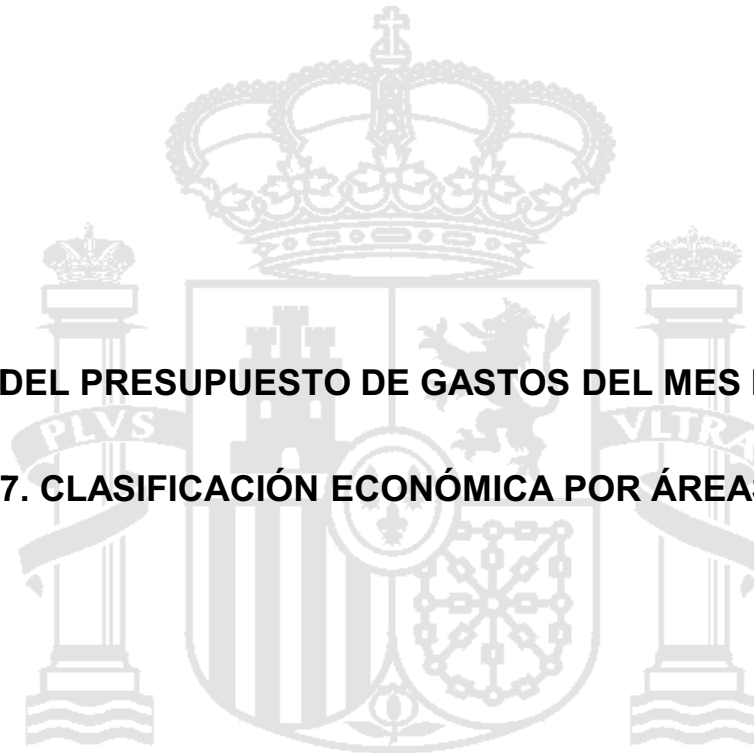 DEL PRESUPUESTO DE GASTOS DEL MES
PLVS
VLTRA
7. CLASIFICACIÓN ECONÓMICA POR ÁREAS